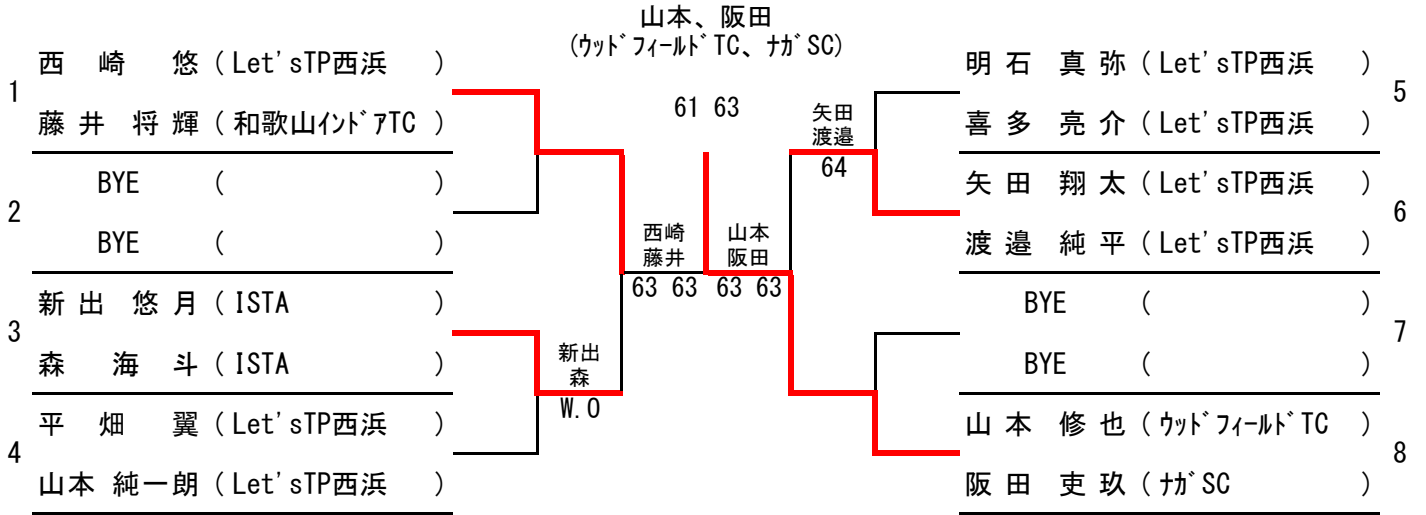 山本、阪田
(ウッドフィールドTC、ナガSC)
61 63
1
西 崎 悠 ( Let'sTP西浜 )
藤 井 将 輝 ( 和歌山インドアTC )
2
BYE ( )
BYE ( )
3
新 出 悠 月 ( ISTA )
森 海 斗 ( ISTA )
4
平 畑 翼 ( Let'sTP西浜 )
山本 純一朗 ( Let'sTP西浜 )
新出
森
W.O
西崎
藤井
63 63
山本
阪田
63 63
矢田
渡邉
64
明 石 真 弥 ( Let'sTP西浜 )
喜 多 亮 介 ( Let'sTP西浜 )
5
矢 田 翔 太 ( Let'sTP西浜 )
渡 邉 純 平 ( Let'sTP西浜 )
6
BYE ( )
BYE ( )
7
山 本 修 也 ( ウッドフィールドTC )
阪 田 吏 玖 ( ナガSC )
8